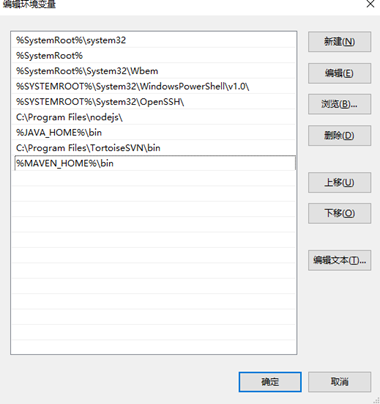 编辑环境变量
%SystemRoot%\system32
%SystemRoot%
%SystemRoot%\System32\Wbem
%SYSTEMROOT%\System32\WindowsPowerShell\v1.0\
%SYSTEMROOT%\System32\OpenSSH\
C:\Program Files\nodejs\
%JAVA_HOME%\bin
C:\Program Files\TortoiseSVN\bin
%MAVEN_HOME%\bin
新建(N)
编辑(E)
浏览(B)...
删除(D)
上移(U)
下移(O)
编辑文本(T)...
确定
取消